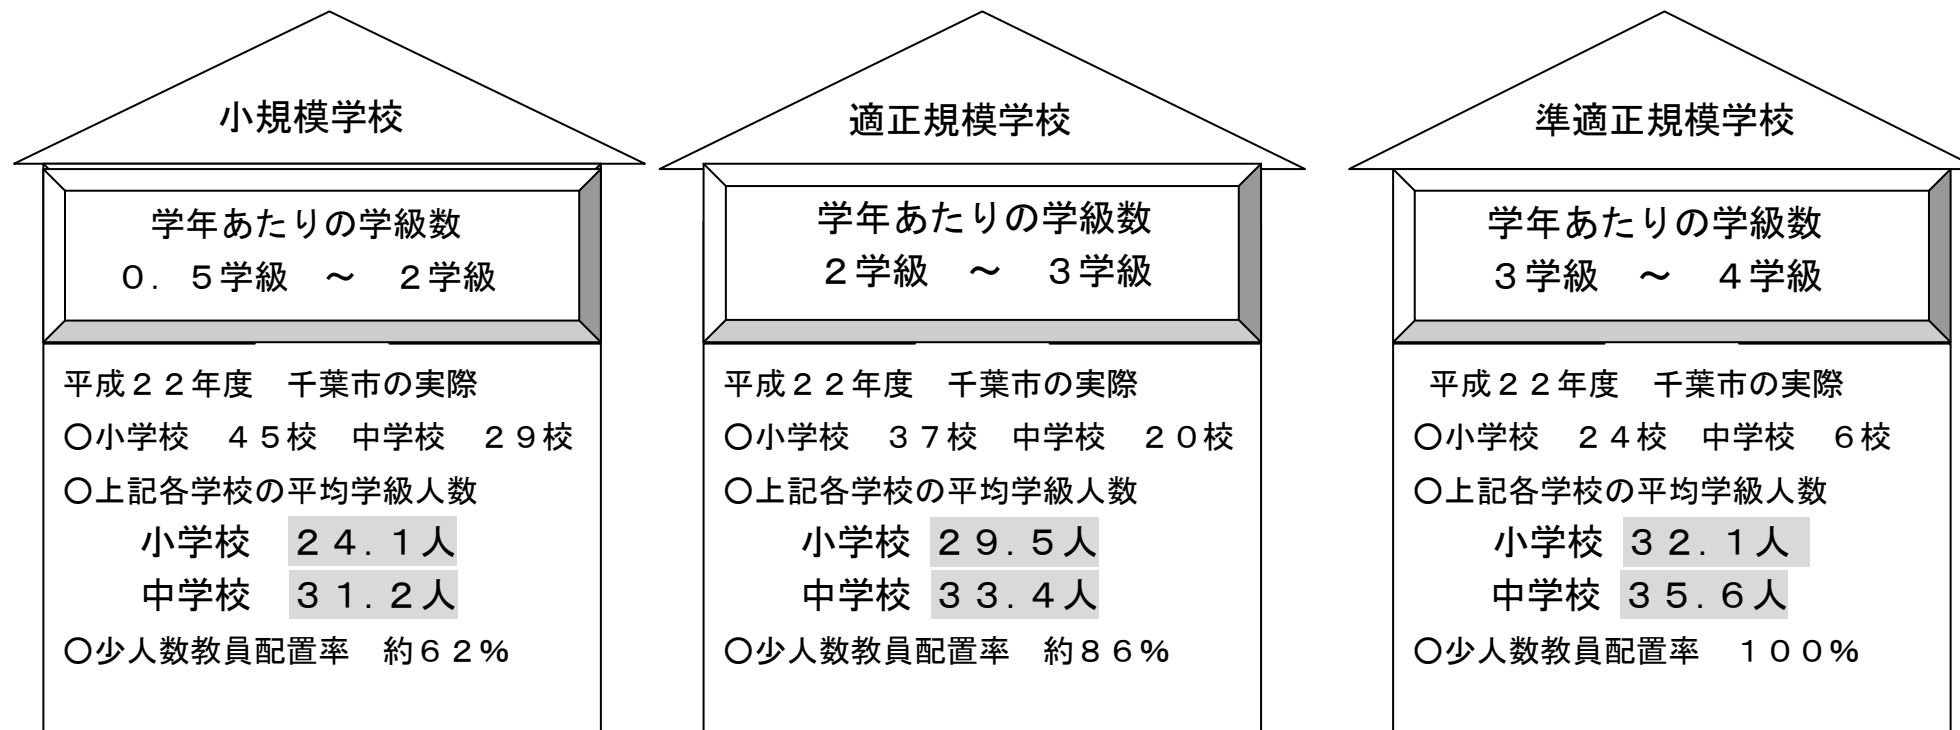 小規模学校
学年あたりの学級数
０．５学級　～　２学級
平成２２年度　千葉市の実際
○小学校　４５校　中学校　２９校
○上記各学校の平均学級人数
小学校　２４.１人
中学校　３１.２人
○少人数教員配置率　約６２%
適正規模学校
学年あたりの学級数
２学級　～　３学級
平成２２年度　千葉市の実際
○小学校　３７校　中学校　２０校
○上記各学校の平均学級人数
小学校　２９.５人
中学校　３３.４人
○少人数教員配置率　約８６%
準適正規模学校
学年あたりの学級数
３学級　～　４学級
平成２２年度　千葉市の実際
○小学校　２４校　中学校　６校
○上記各学校の平均学級人数
小学校　３２.１人
中学校　３５.６人
○少人数教員配置率　１００%